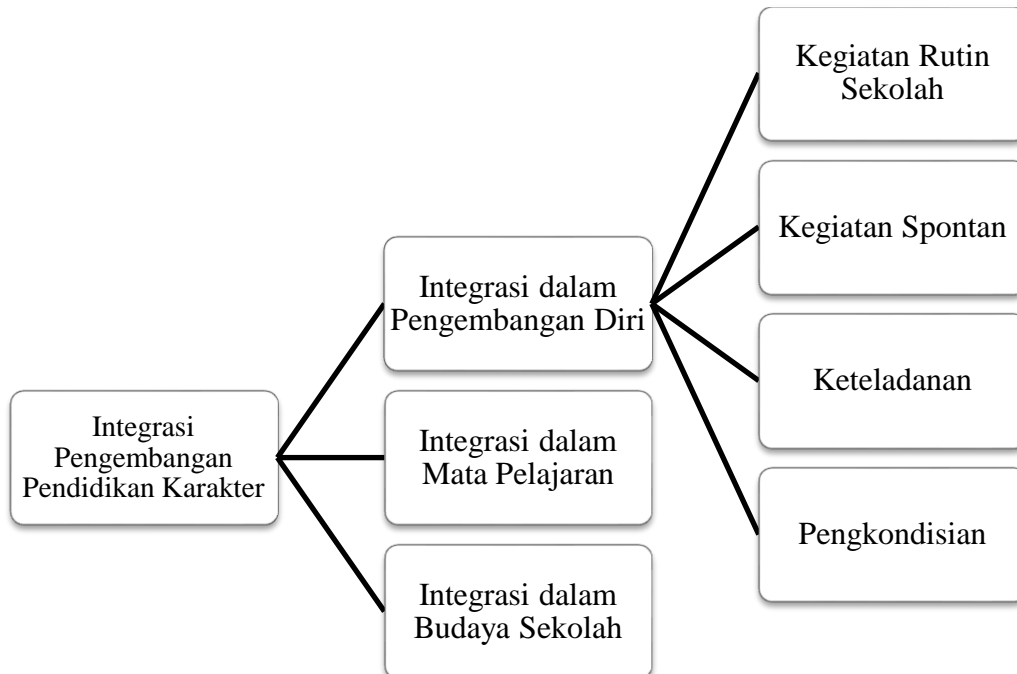 Integrasi
Pengembangan
Pendidikan Karakter
Integrasi dalam
Pengembangan Diri
Kegiatan Rutin
Sekolah
Kegiatan Spontan
Keteladanan
Pengkondisian
Integrasi dalam
Mata Pelajaran
Integrasi dalam
Budaya Sekolah